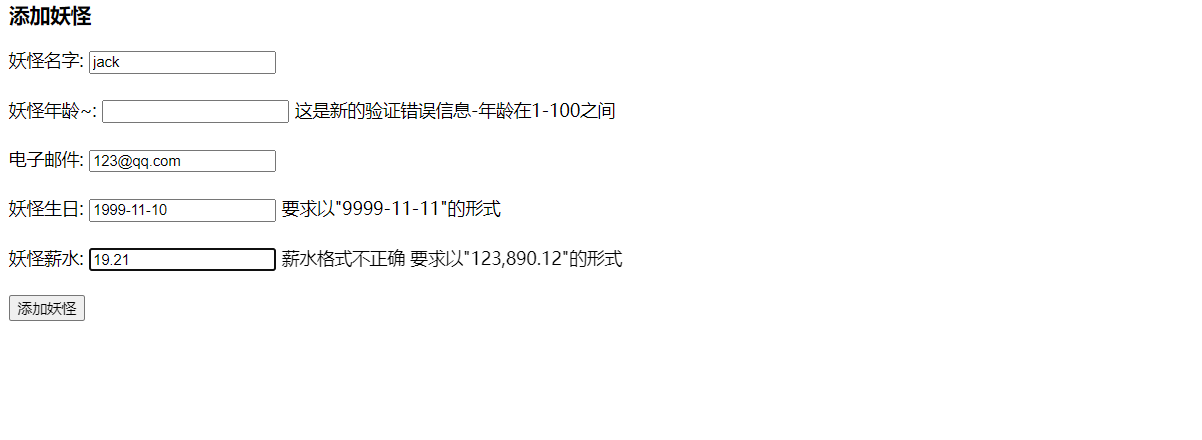 添加妖怪
妖怪名字: jack
妖怪年龄~: 这是新的验证错误信息-年龄在1-100之间
电子邮件: 123@qq.com
妖怪生日: 1999-11-10 要求以"9999-11-11"的形式
妖怪薪水: 19.21 薪水格式不正确 要求以"123,890.12"的形式
添加妖怪